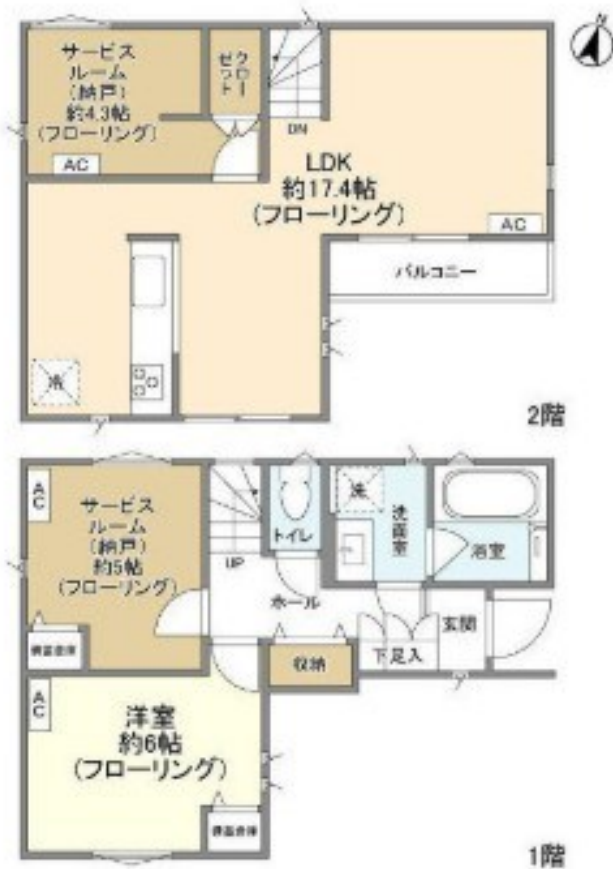 N
サービス
ルーム
(納戸)
約4.3帖
(フローリング)
AC
クロー
ゼット
DN
LDK
約17.4帖
(フローリング)
AC
バルコニー
冷
2階
AC
サービス
ルーム
(納戸)
約5帖
(フローリング)
UP
トイレ
洗
洗面室
浴室
ホール
玄関
下足入
収納
AC
洋室
約6帖
(フローリング)
1階